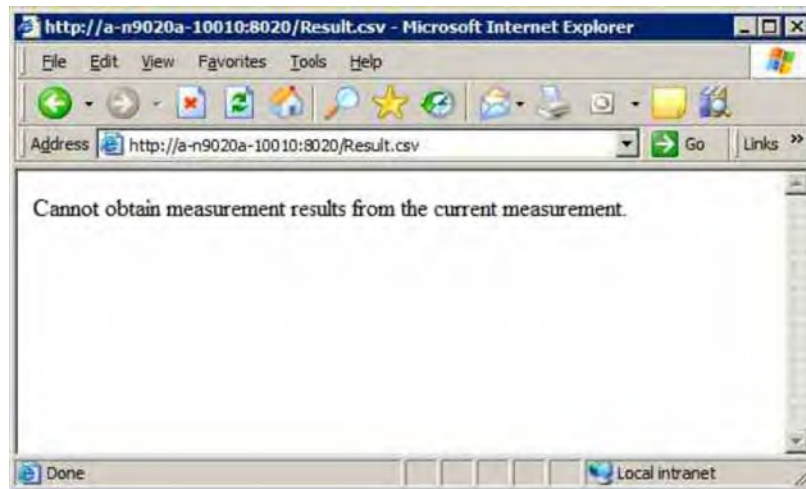 http://a-n9020a-10010:8020/Result.csv - Microsoft Internet Explorer
File Edit View Favorites Tools Help
Address http://a-n9020a-10010:8020/Result.csv Go Links »
Cannot obtain measurement results from the current measurement.
Done Local intranet